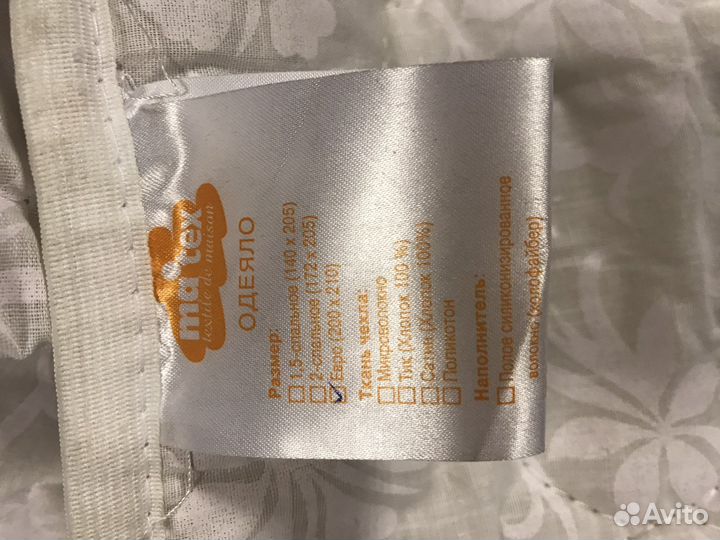 ma tex
textile de maison
ОДЕЯЛО
Размер:
1,5-спальное (140 x 205)
2-спальное (172 x 205)
Евро (200 x 210)
Ткань чехла:
Микроволокно
Тик (Хлопок 100 %)
Сатин (Хлопок 100%)
Поликотон
Наполнитель:
Полое силиконизированное
волокно (холофайбер)
Avito